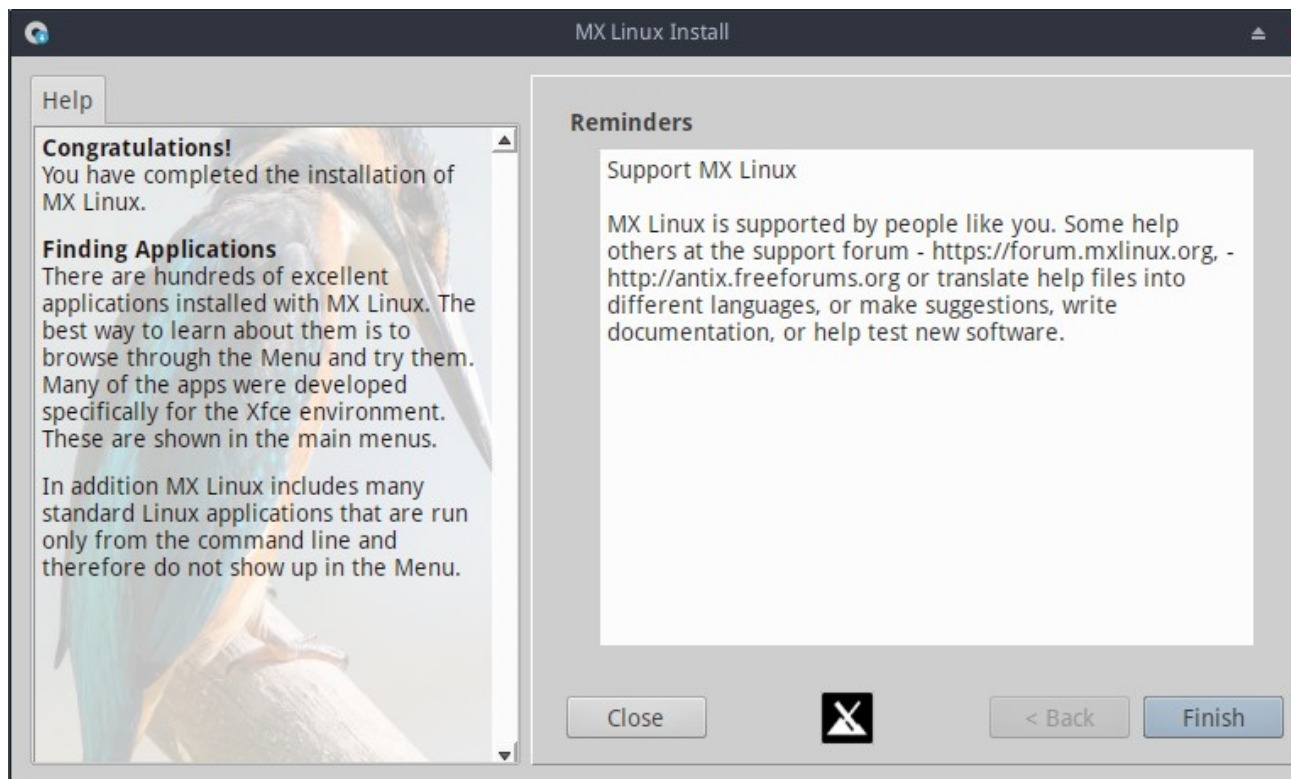 MX Linux Install
Help
Congratulations!
You have completed the installation of
MX Linux.
Finding Applications
There are hundreds of excellent
applications installed with MX Linux. The
best way to learn about them is to
browse through the Menu and try them.
Many of the apps were developed
specifically for the Xfce environment.
These are shown in the main menus.
In addition MX Linux includes many
standard Linux applications that are run
only from the command line and
therefore do not show up in the Menu.
Reminders
Support MX Linux
MX Linux is supported by people like you. Some help
others at the support forum - https://forum.mxlinux.org, -
http://antix.freeforums.org or translate help files into
different languages, or make suggestions, write
documentation, or help test new software.
Close
< Back
Finish